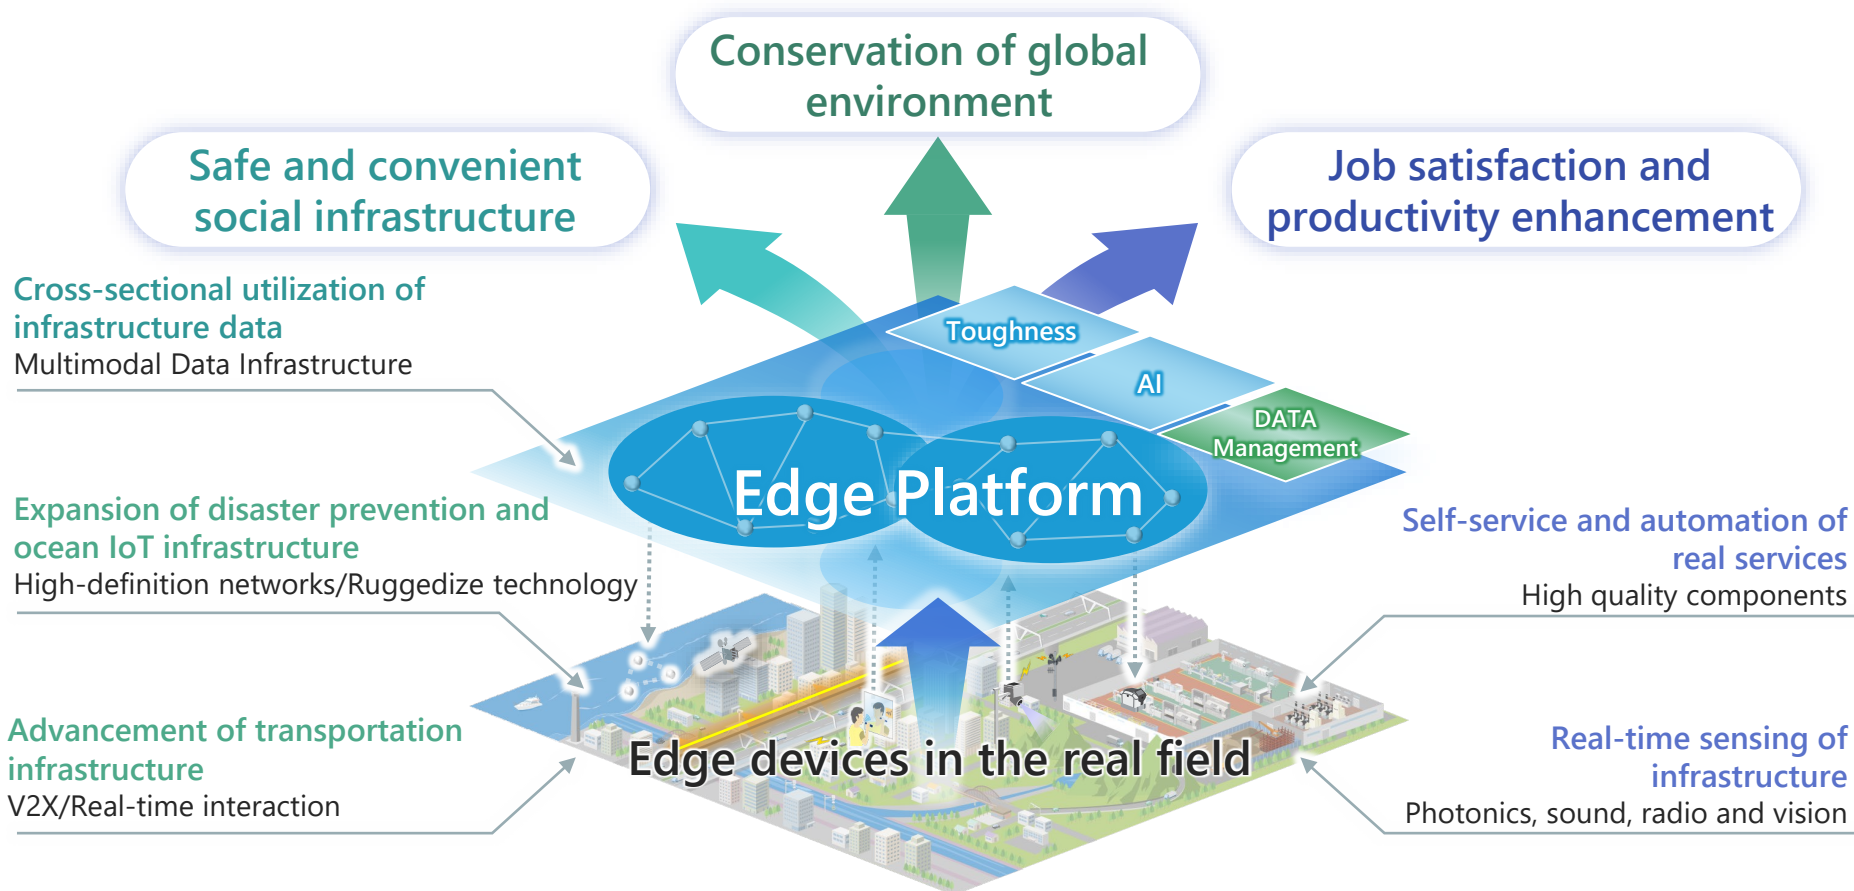 Conservation of global
environment
Safe and convenient
social infrastructure
Job satisfaction and
productivity enhancement
Cross-sectional utilization of
infrastructure data
Multimodal Data Infrastructure
Toughness
AI
DATA
Management
Edge Platform
Expansion of disaster prevention and
ocean IoT infrastructure
High-definition networks/Ruggedize technology
Self-service and automation of
real services
High quality components
Advancement of transportation
infrastructure
V2X/Real-time interaction
Edge devices in the real field
Real-time sensing of
infrastructure
Photonics, sound, radio and vision